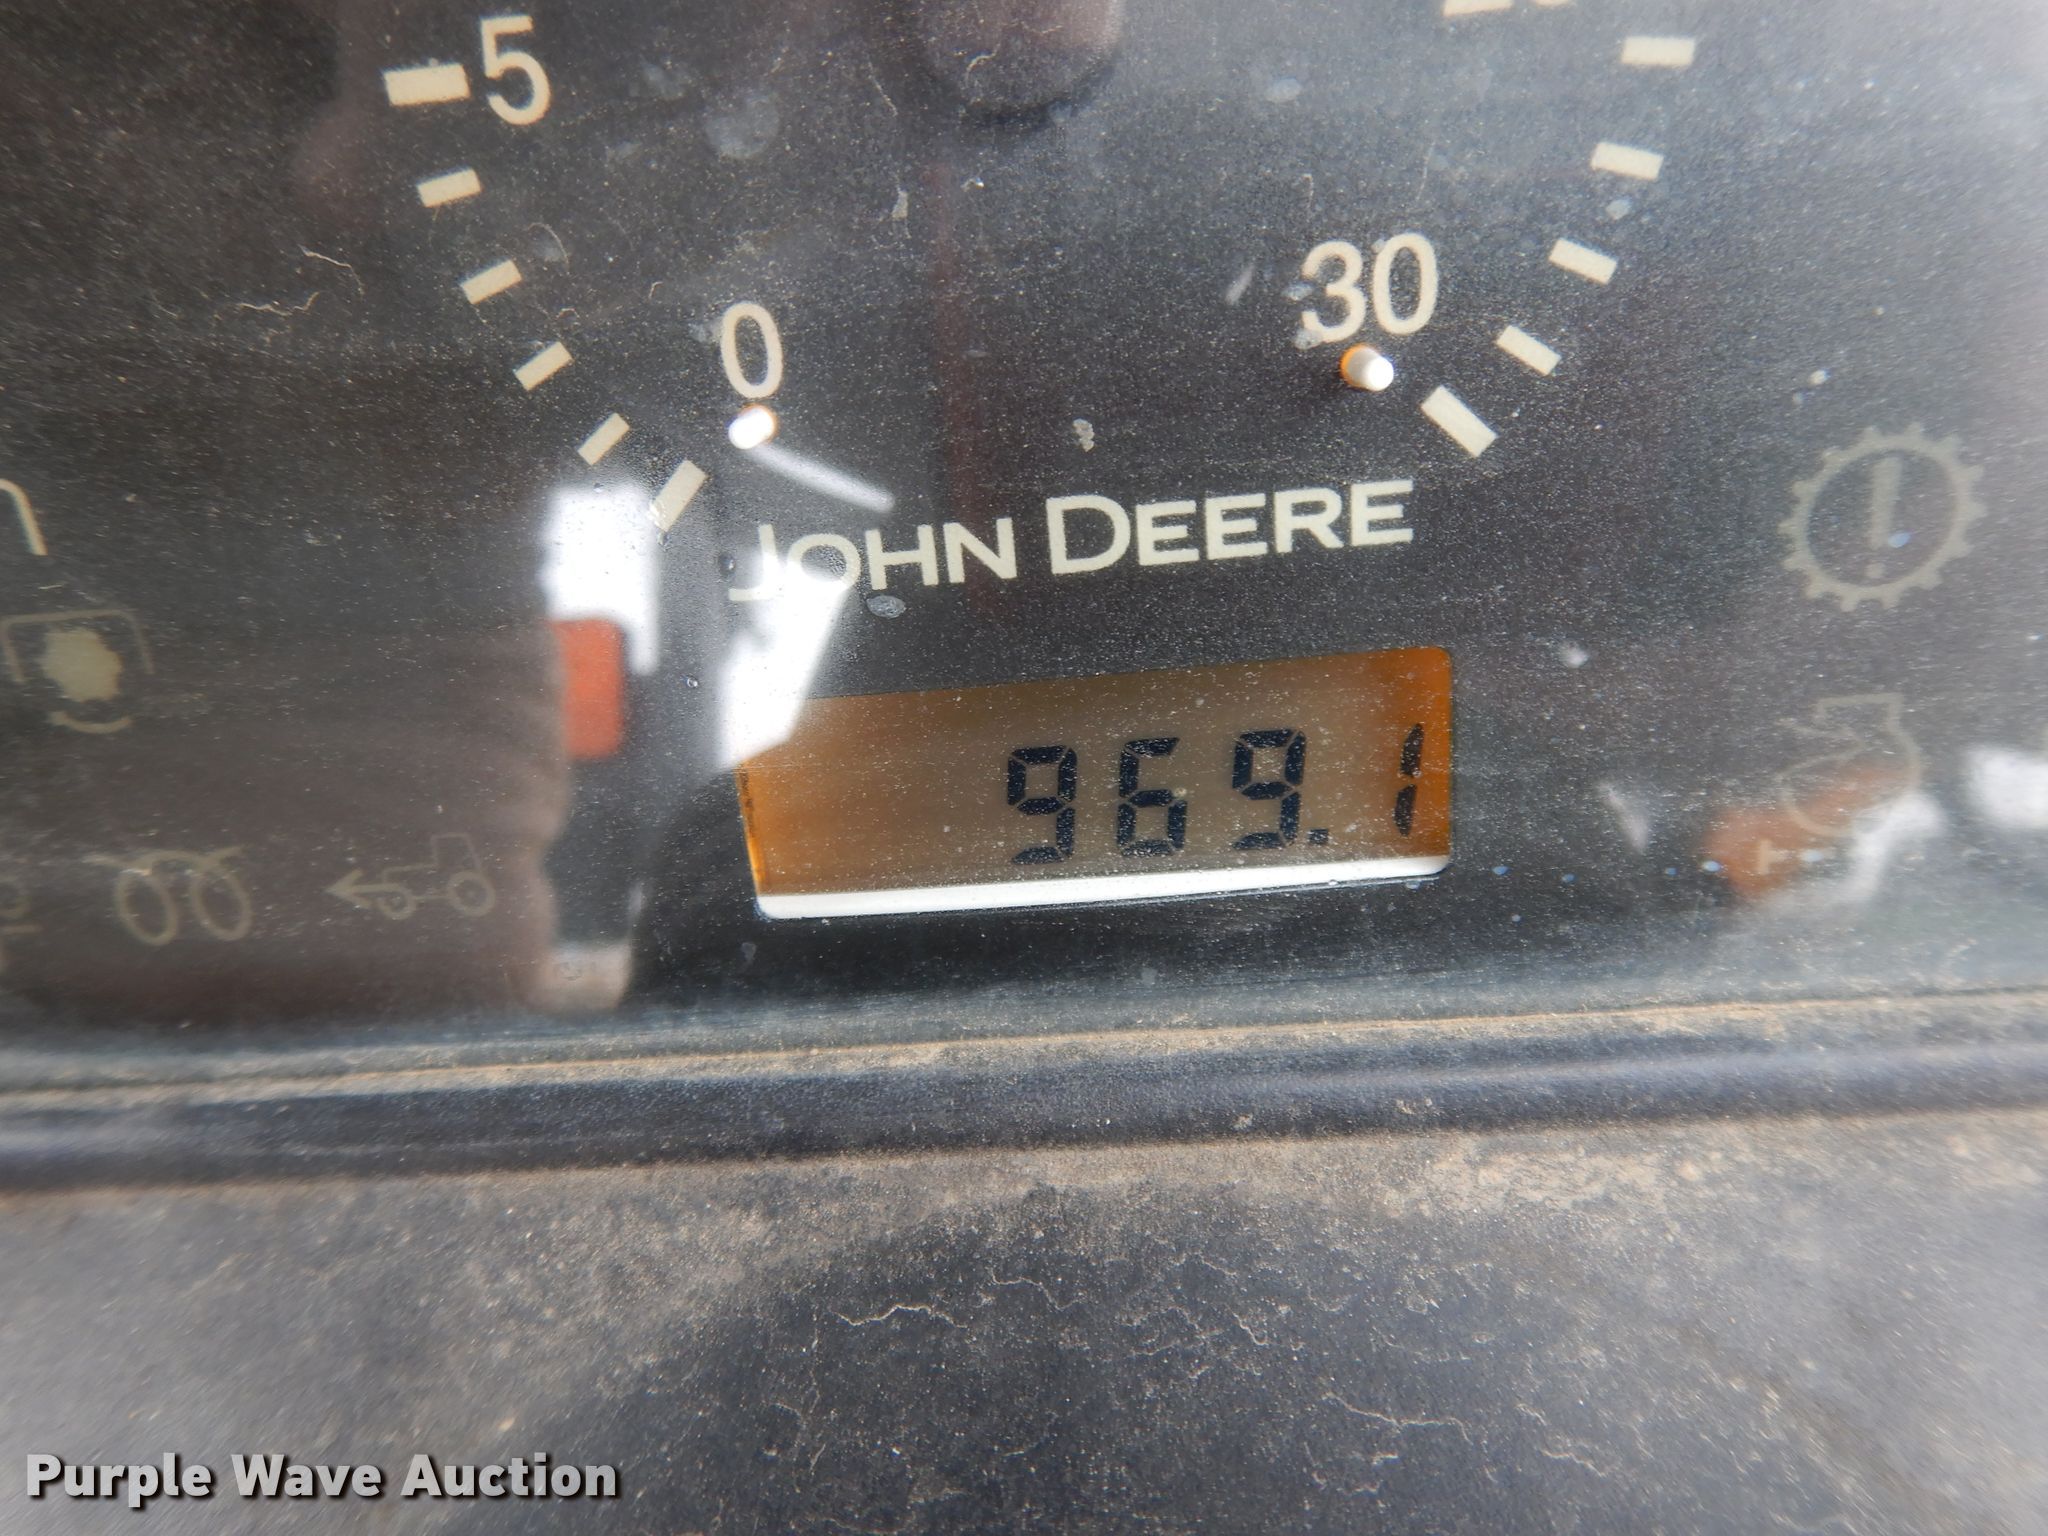 5
0
30
JOHN DEERE
969.1
Purple Wave Auction